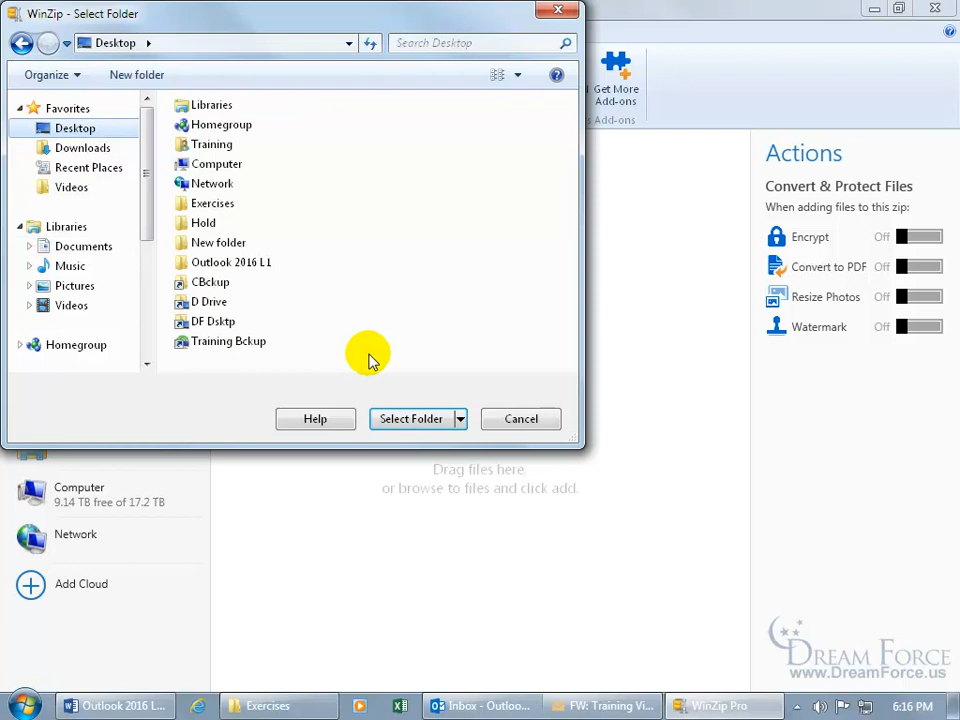 WinZip - Select Folder
Desktop
Search Desktop
Organize
New folder
Favorites
Desktop
Downloads
Recent Places
Videos
Libraries
Documents
Music
Pictures
Videos
Homegroup
Libraries
Homegroup
Training
Computer
Network
Exercises
Hold
New folder
Outlook 2016 L1
CBckup
D Drive
DF Dsktp
Training Bckup
Help
Select Folder
Cancel
Get More
Add-ons
Add-ons
Actions
Convert & Protect Files
When adding files to this zip:
Encrypt Off
Convert to PDF Off
Resize Photos Off
Watermark Off
Drag files here,
or browse to files and click add.
Computer
9.14 TB free of 17.2 TB
Network
Add Cloud
DREAM FORCE
www.DreamForce.us
Outlook 2016 L...
Exercises
Inbox - Outloo...
FW: Training Vi...
WinZip Pro
6:16 PM